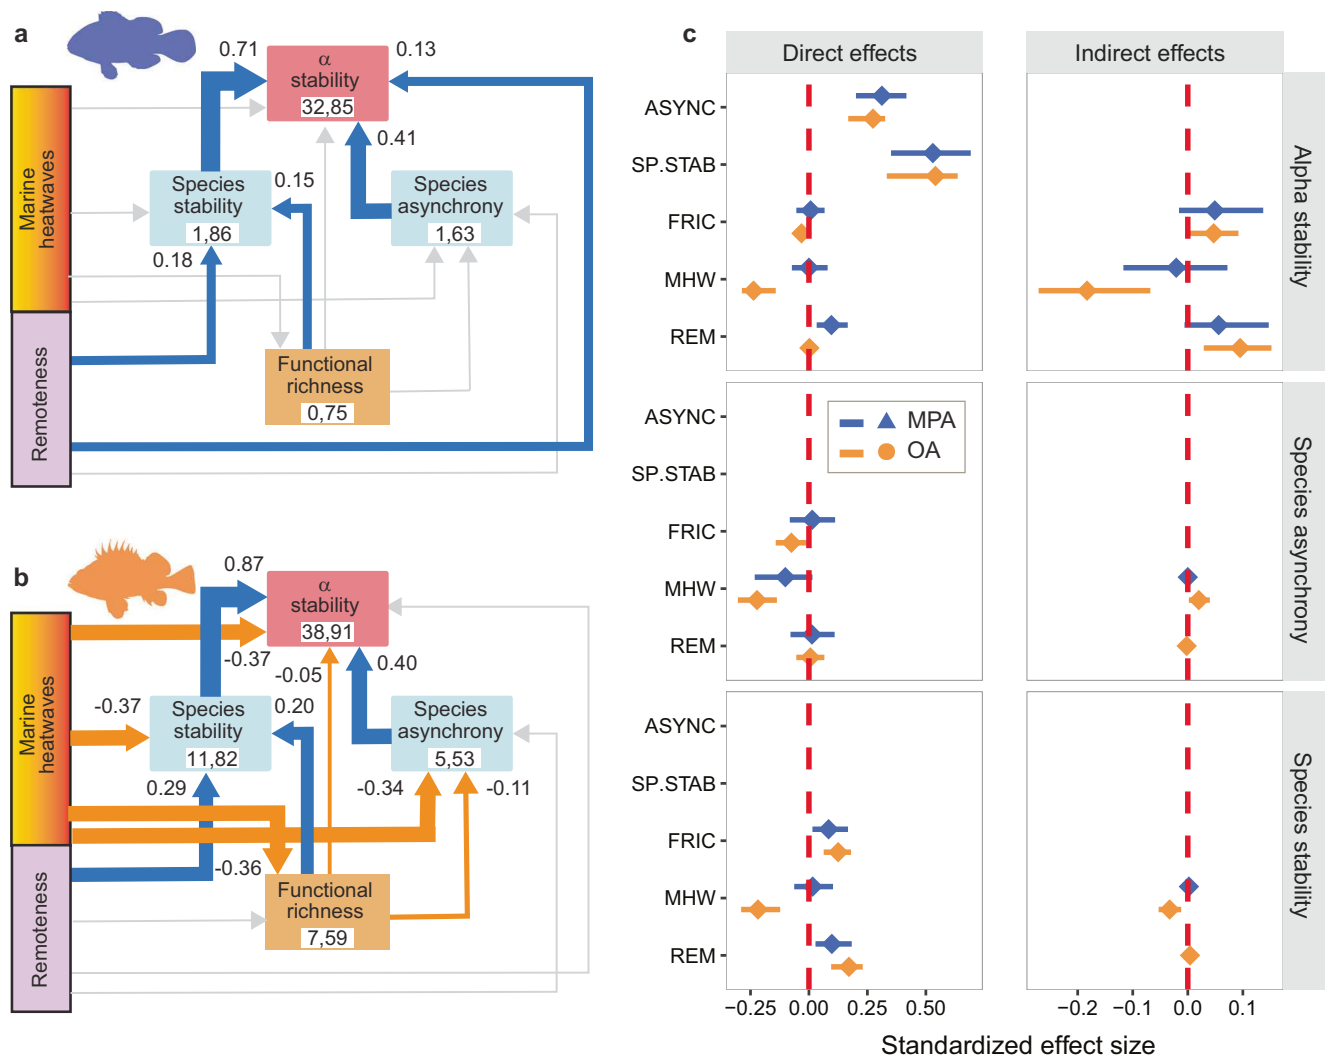 a
0.71
0.13
α
stability
32,85
0.41
Marine
heatwaves
Species
stability
1,86
0.15
Species
asynchrony
1,63
0.18
Remoteness
Functional
richness
0,75
b
0.87
α
stability
38,91
-0.37
-0.05
0.40
Marine
heatwaves
-0.37
Species
stability
11,82
0.20
Species
asynchrony
5,53
0.29
-0.34
-0.11
-0.36
Remoteness
Functional
richness
7,59
c
Direct effects
Indirect effects
ASYNC
SP.STAB
FRIC
MHW
REM
Alpha stability
ASYNC
SP.STAB
FRIC
MHW
REM
MPA
OA
Species asynchrony
ASYNC
SP.STAB
FRIC
MHW
REM
Species stability
−0.25 0.00 0.25 0.50
−0.2 −0.1 0.0 0.1
Standardized effect size